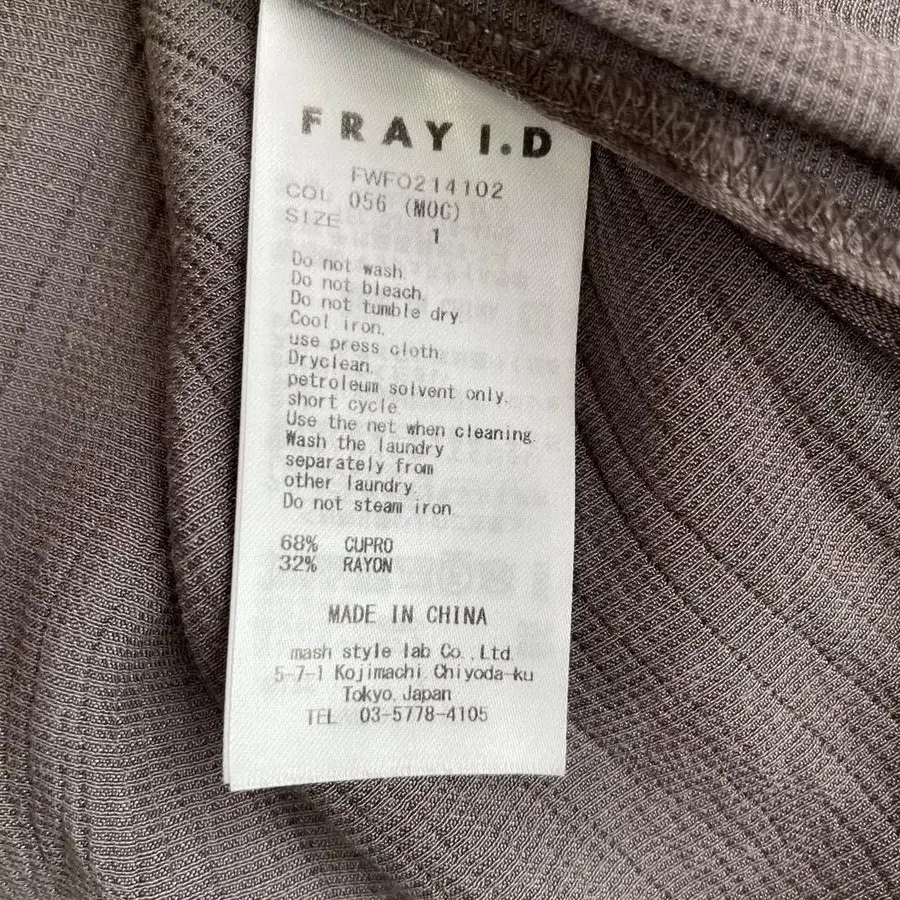 FRAY I.D
FWFO214102
COL 056 (MOC)
SIZE 1
Do not wash.
Do not bleach.
Do not tumble dry.
Cool iron.
use press cloth.
Dryclean.
petroleum solvent only.
short cycle
Use the net when cleaning.
Wash the laundry
separately from
other laundry.
Do not steam iron.
68% CUPRO
32% RAYON
MADE IN CHINA
mash style lab Co.,Ltd.
5-7-1 Kojimachi Chiyoda-ku
Tokyo, Japan
TEL 03-5778-4105